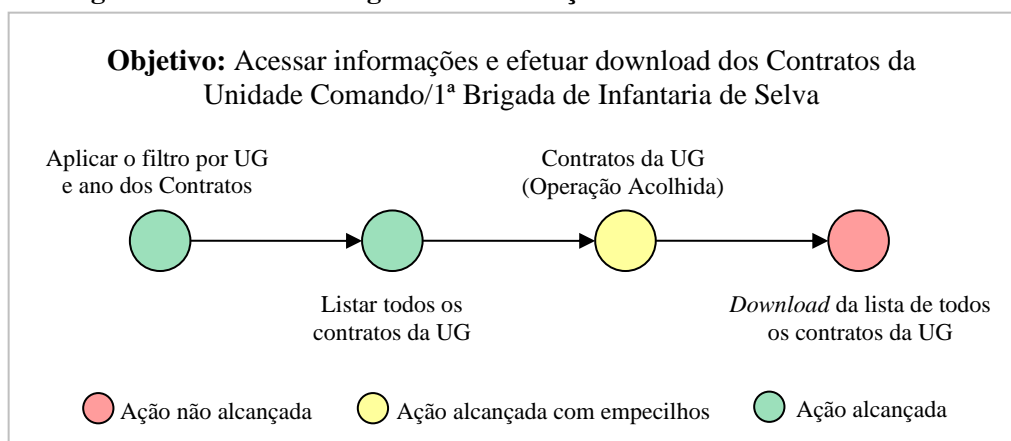 Objetivo: Acessar informações e efetuar download dos Contratos da
Unidade Comando/1ª Brigada de Infantaria de Selva
Aplicar o filtro por UG
e ano dos Contratos
Contratos da UG
(Operação Acolhida)
Listar todos os
contratos da UG
Download da lista de todos
os contratos da UG
Ação não alcançada
Ação alcançada com empecilhos
Ação alcançada